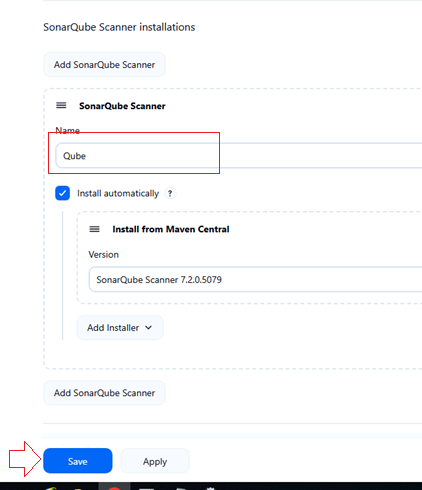 SonarQube Scanner installations
Add SonarQube Scanner
SonarQube Scanner
Name
Qube
Install automatically ?
Install from Maven Central
Version
SonarQube Scanner 7.2.0.5079
Add Installer
Add SonarQube Scanner
Save Apply